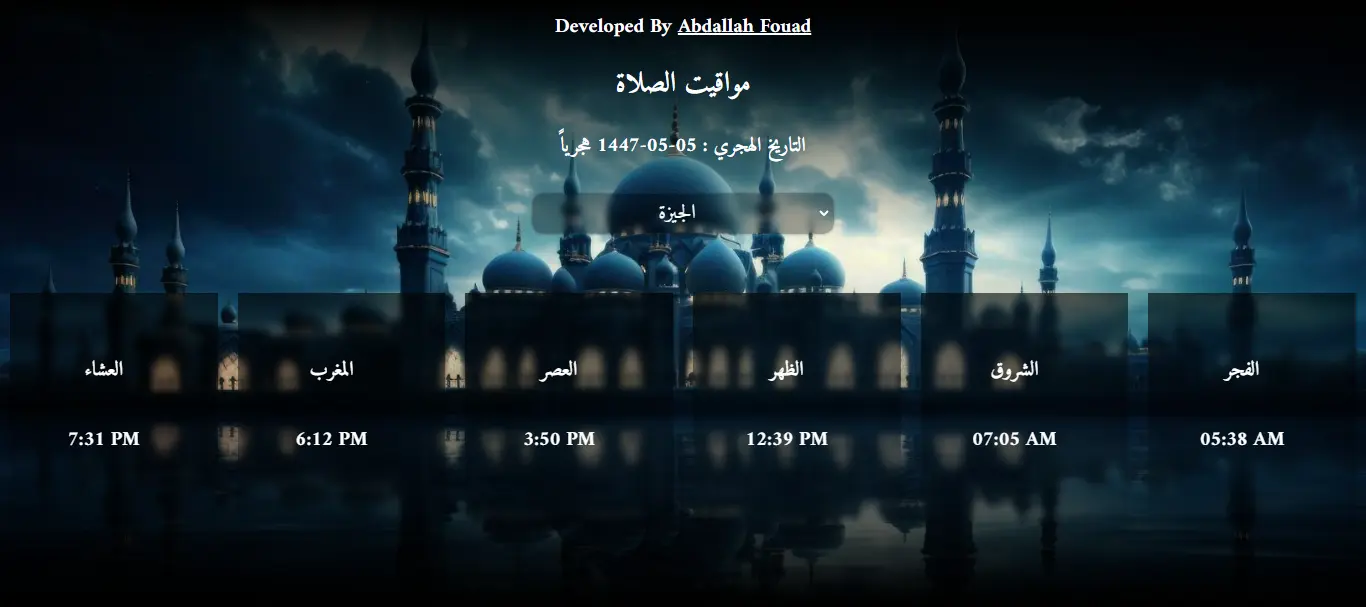 Developed By Abdallah Fouad
مواقيت الصلاة
التاريخ الهجري : 05-05-1447 هجرياً
الجيزة
الفجر
05:38 AM
الشروق
07:05 AM
الظهر
12:39 PM
العصر
3:50 PM
المغرب
6:12 PM
العشاء
7:31 PM